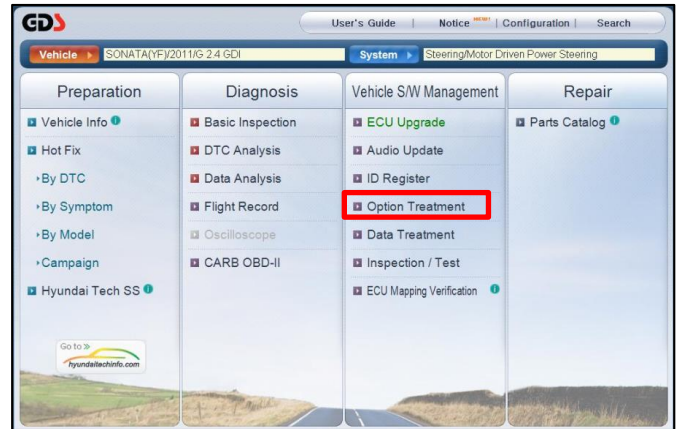 GDS
User's Guide | Notice NEW! | Configuration | Search
Vehicle SONATA(YF)/2011/G 2.4 GDI
System Steering/Motor Driven Power Steering
Preparation
Vehicle Info
Hot Fix
By DTC
By Symptom
By Model
Campaign
Hyundai Tech SS
Go to
hyundaitechinfo.com
Diagnosis
Basic Inspection
DTC Analysis
Data Analysis
Flight Record
Oscilloscope
CARB OBD-II
Vehicle S/W Management
ECU Upgrade
Audio Update
ID Register
Option Treatment
Data Treatment
Inspection / Test
ECU Mapping Verification
Repair
Parts Catalog